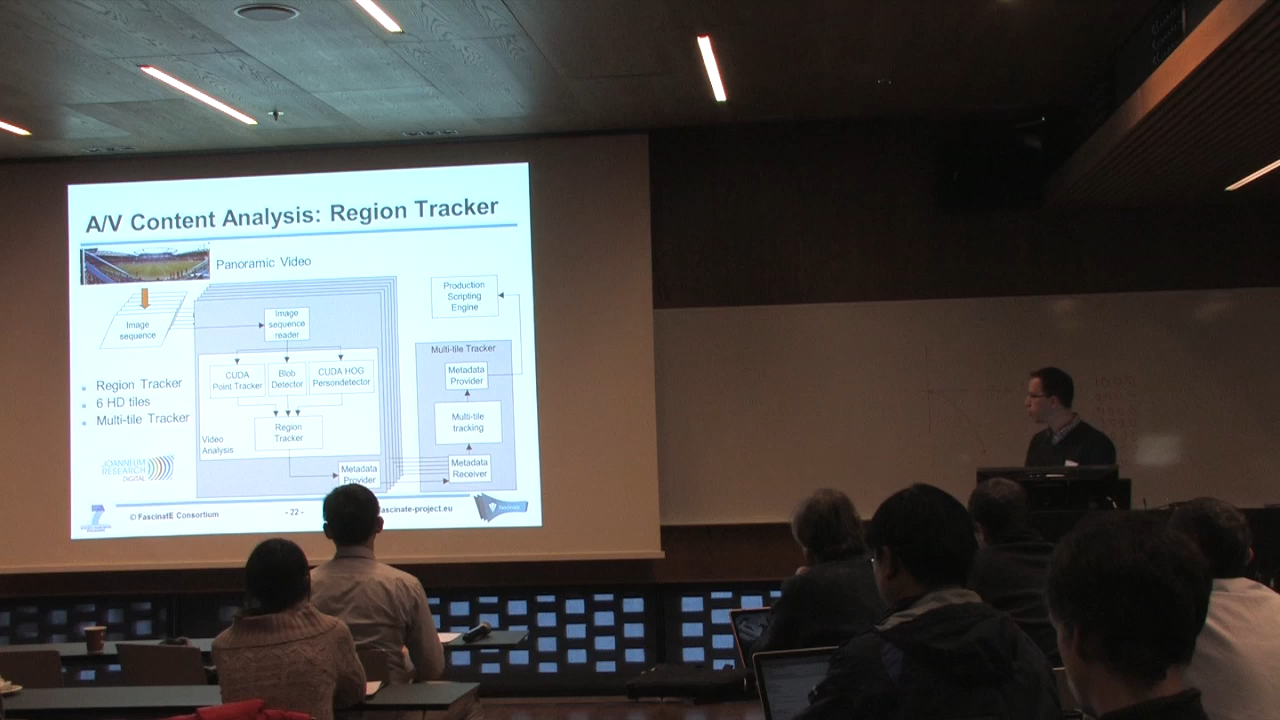 A/V Content Analysis: Region Tracker
Panoramic Video
Image
sequence
Image
sequence
reader
CUDA
Point Tracker
Blob
Detector
CUDA HOG
Persondetector
Region
Tracker
Video
Analysis
Metadata
Provider
Production
Scripting
Engine
Multi-tile Tracker
Metadata
Provider
Multi-tile
tracking
Metadata
Receiver
Region Tracker
6 HD tiles
Multi-tile Tracker
JOANNEUM
RESEARCH
DIGITAL
© FascinatE Consortium
- 22 -
fascinate-project.eu